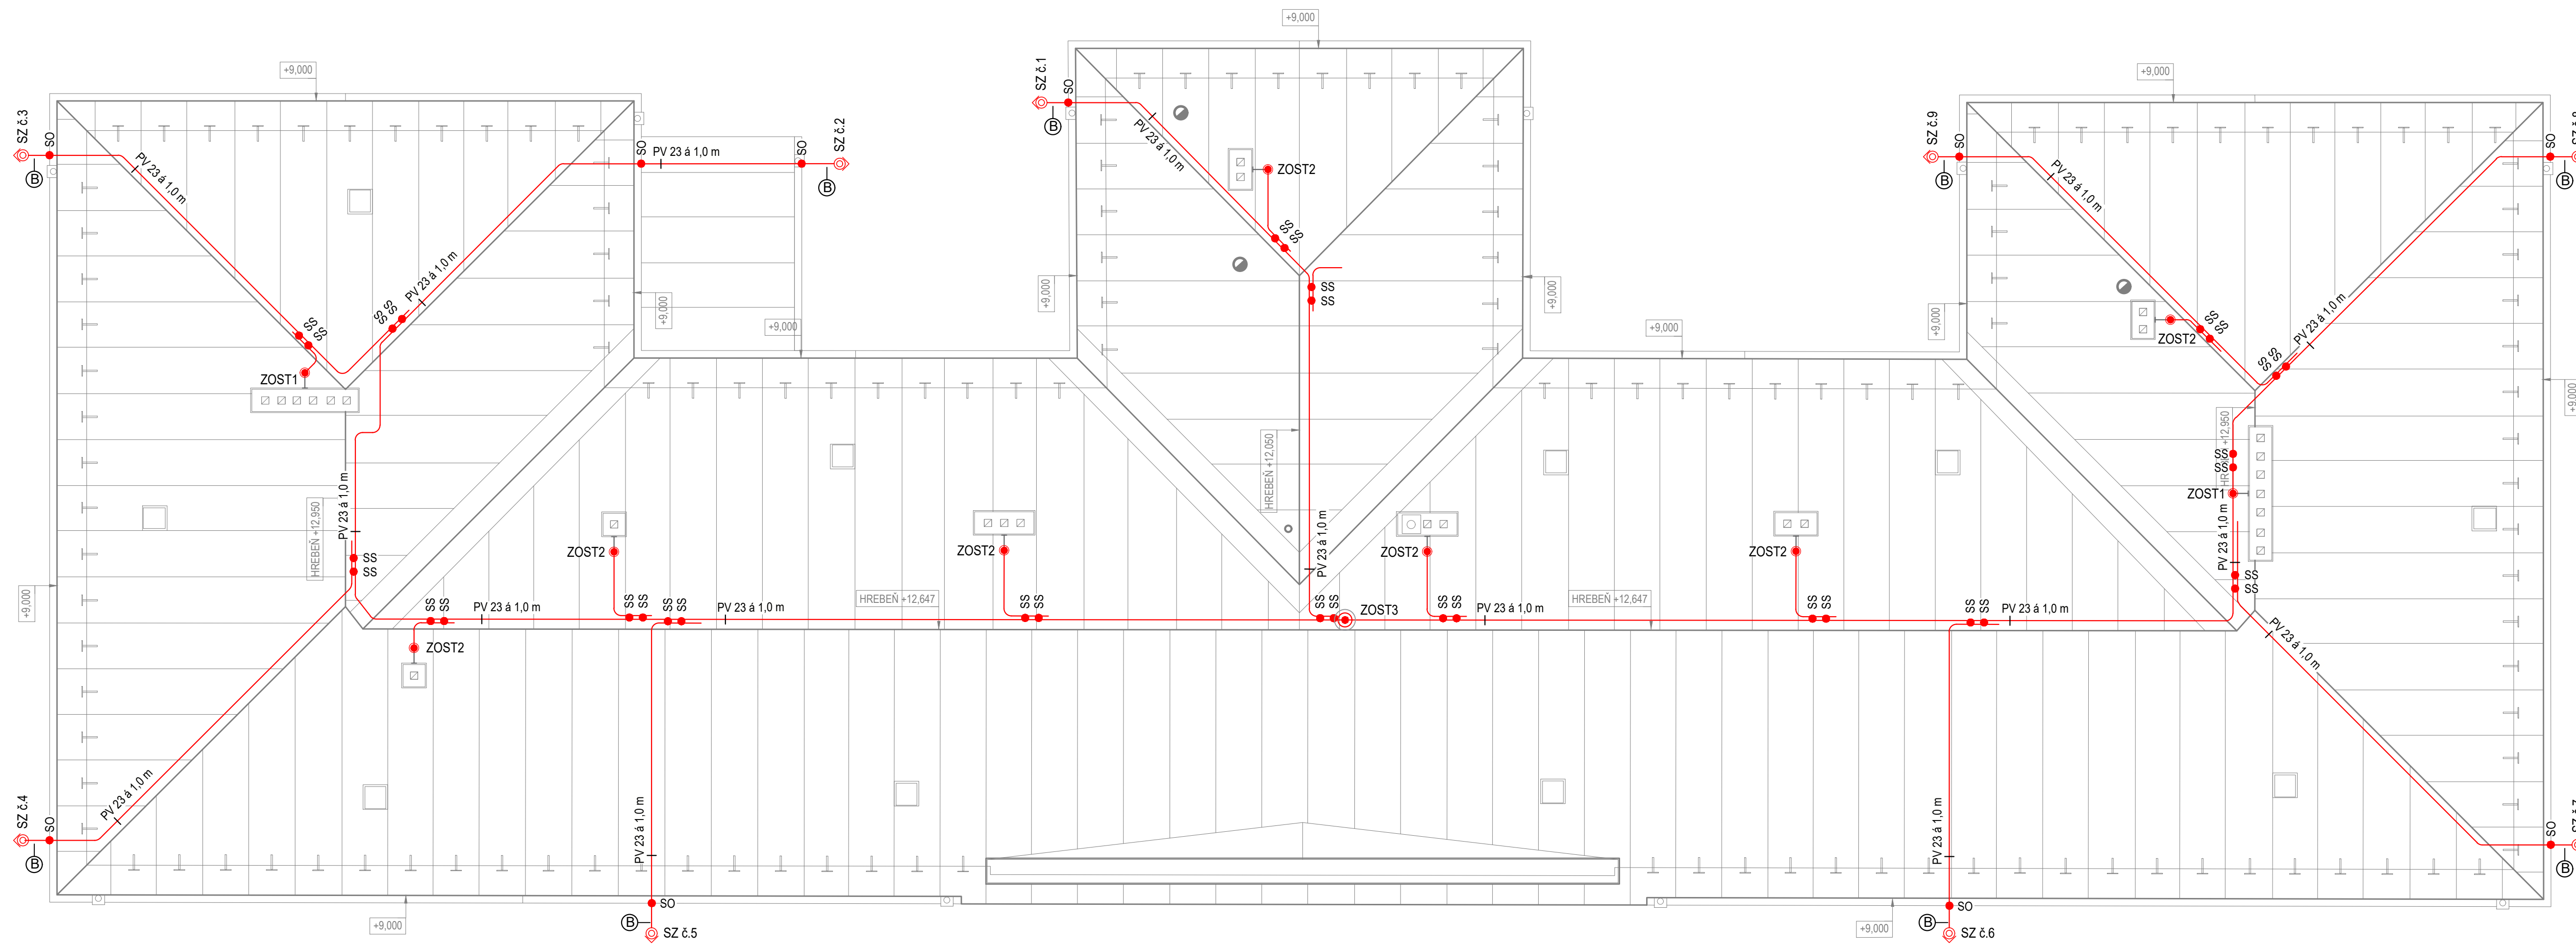 +9,000
+9,000
+9,000
SZ č.3
SO
B
PV 23 á 1,0 m
SO
PV 23 á 1,0 m
SO
SZ č.2
B
SZ č.1
SO
B
PV 23 á 1,0 m
ZOST2
SS
SS
SS
SS
SZ č.9
SO
B
PV 23 á 1,0 m
SO
B
PV 23 á 1,0 m
SS
SS
SS
SS
ZOST1
+9,000
+9,000
+9,000
+9,000
+9,000
+9,000
PV 23 á 1,0 m
SS
SS
ZOST2
SS
SS
+9,000
HREBEŇ +12,950
PV 23 á 1,0 m
SS
SS
HREBEŇ +12,050
PV 23 á 1,0 m
+12,950
SS
SS
ZOST1
PV 23 á 1,0 m
SS
SS
ZOST2
ZOST2
ZOST2
ZOST2
+9,000
SS
SS
PV 23 á 1,0 m
SS
SS
SS
SS
PV 23 á 1,0 m
HREBEŇ +12,647
SS
SS
SS
SS
ZOST3
SS
SS
PV 23 á 1,0 m
HREBEŇ +12,647
SS
SS
SS
SS
PV 23 á 1,0 m
PV 23 á 1,0 m
ZOST2
SZ č.4
SO
B
PV 23 á 1,0 m
PV 23 á 1,0 m
PV 23 á 1,0 m
SO
B
+9,000
SO
B
SZ č.5
+9,000
SO
B
SZ č.6